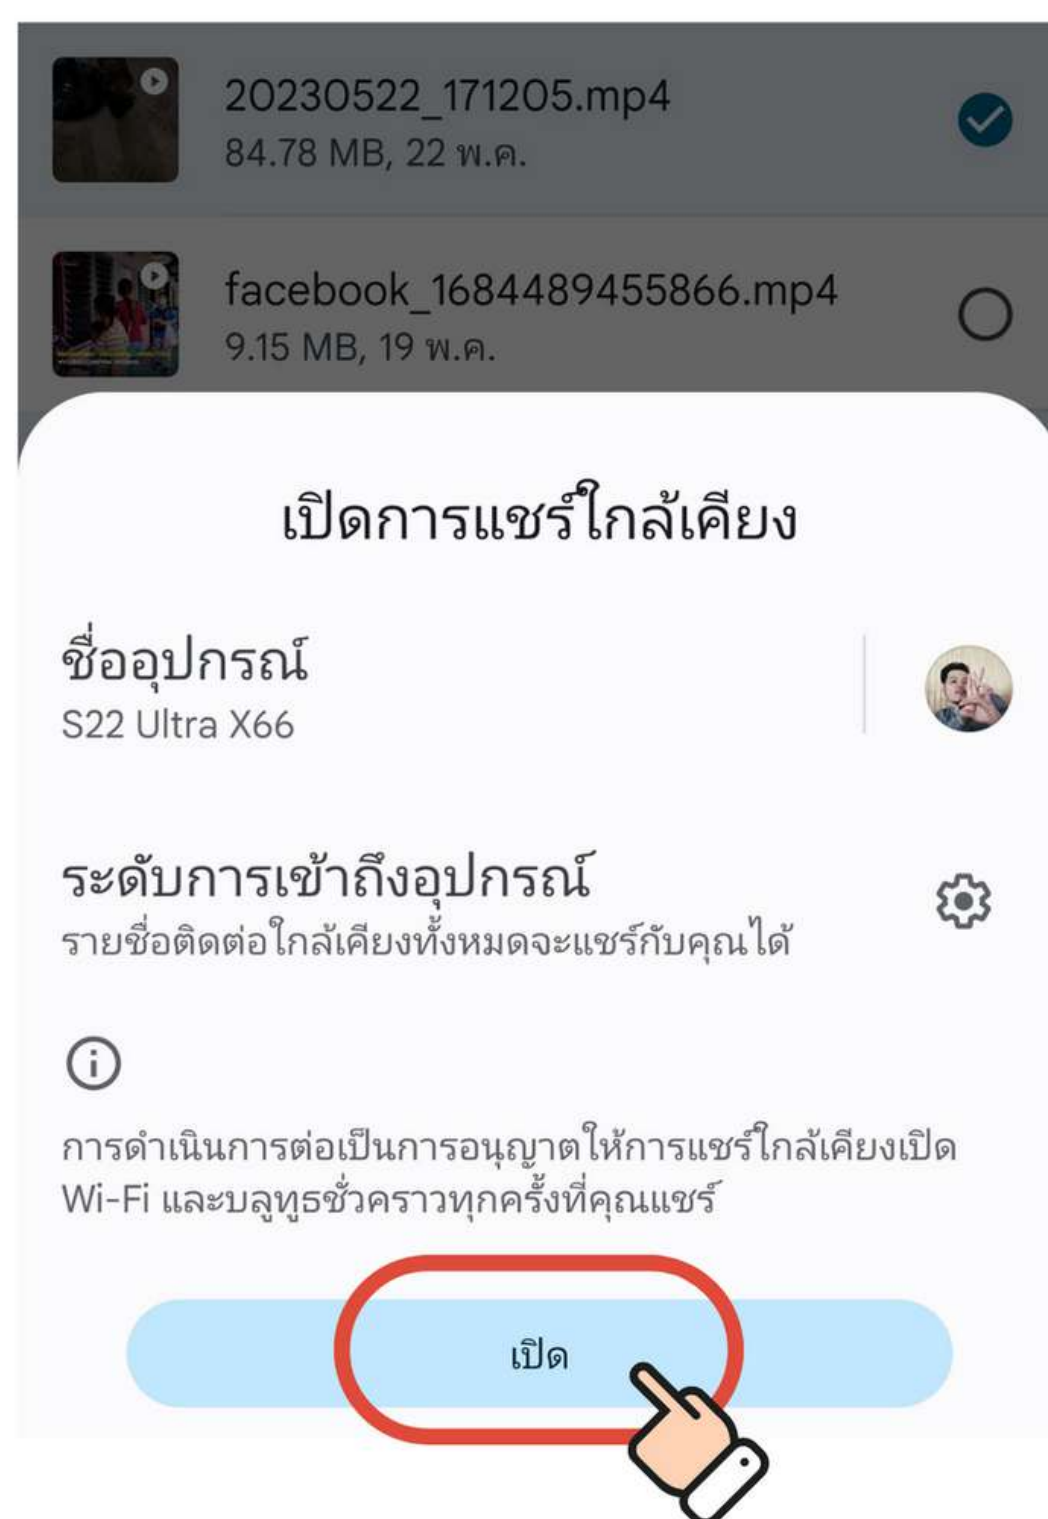 20230522_171205.mp4
84.78 MB, 22 พ.ค.
facebook_1684489455866.mp4
9.15 MB, 19 พ.ค.
เปิดการแชร์ใกล้เคียง
ชื่ออุปกรณ์
S22 Ultra X66
ระดับการเข้าถึงอุปกรณ์
รายชื่อติดต่อใกล้เคียงทั้งหมดจะแชร์กับคุณได้
การดำเนินการต่อเป็นการอนุญาตให้การแชร์ใกล้เคียงเปิด
Wi-Fi และบลูทูธชั่วคราวทุกครั้งที่คุณแชร์
เปิด